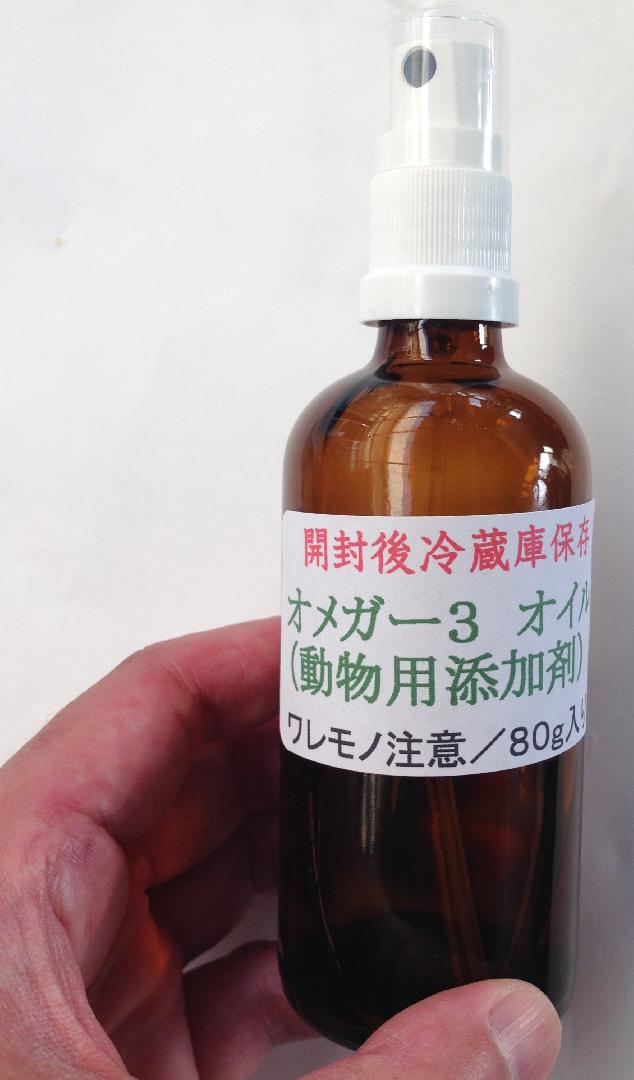 開封後冷蔵庫保存
オメガー3 オイル
(動物用添加剤)
ワレモノ注意/80g入り